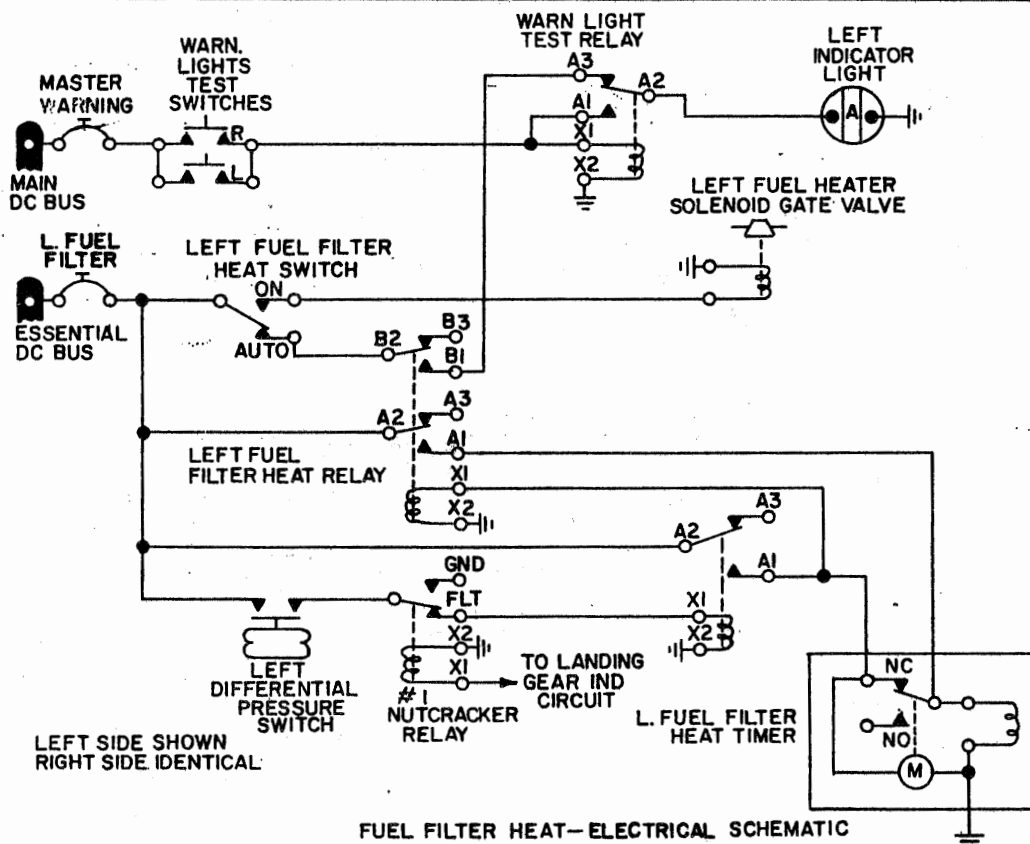 WARN LIGHT
TEST RELAY
LEFT
INDICATOR
LIGHT
WARN.
LIGHTS
TEST
SWITCHES
MASTER
WARNING
A3
A2
A1
X1
X2
A
R
L
MAIN
DC BUS
LEFT FUEL HEATER
SOLENOID GATE VALVE
L. FUEL
FILTER
LEFT FUEL FILTER
HEAT SWITCH
ON
AUTO
ESSENTIAL
DC BUS
B3
B2
B1
A3
A2
A1
LEFT FUEL
FILTER HEAT RELAY
X1
X2
A3
A2
A1
GND
FLT
X2
X1
X1
X2
TO LANDING
GEAR IND
CIRCUIT
LEFT
DIFFERENTIAL
PRESSURE
SWITCH
#1
NUTCRACKER
RELAY
L. FUEL FILTER
HEAT TIMER
NC
NO
M
LEFT SIDE SHOWN
RIGHT SIDE IDENTICAL
FUEL FILTER HEAT-ELECTRICAL SCHEMATIC